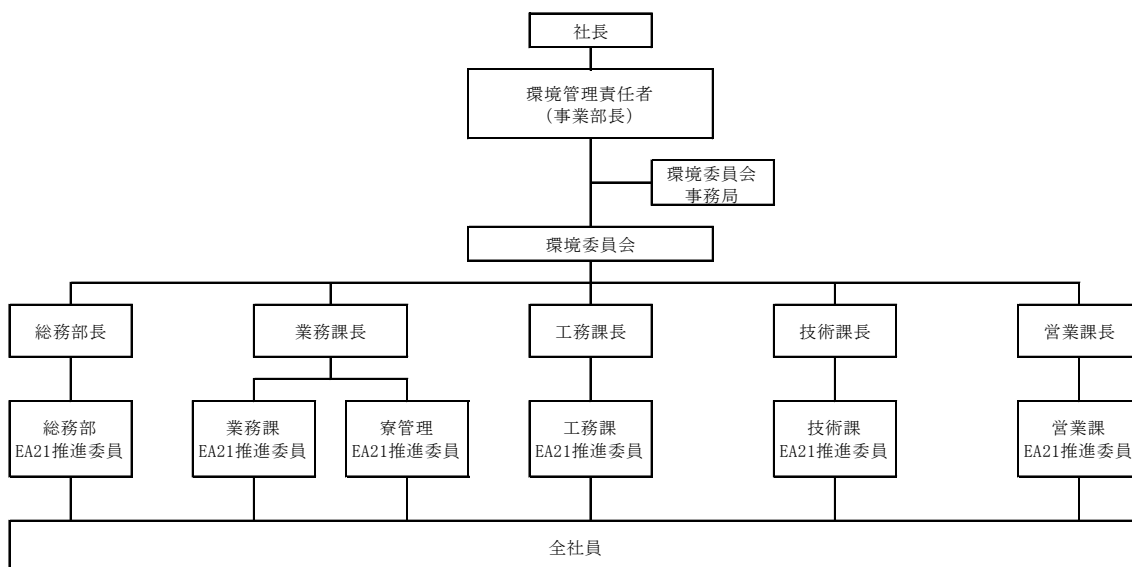 社長
環境管理責任者
(事業部長)
環境委員会
事務局
環境委員会
総務部長
業務課長
工務課長
技術課長
営業課長
総務部
EA21推進委員
業務課
EA21推進委員
寮管理
EA21推進委員
工務課
EA21推進委員
技術課
EA21推進委員
営業課
EA21推進委員
全社員